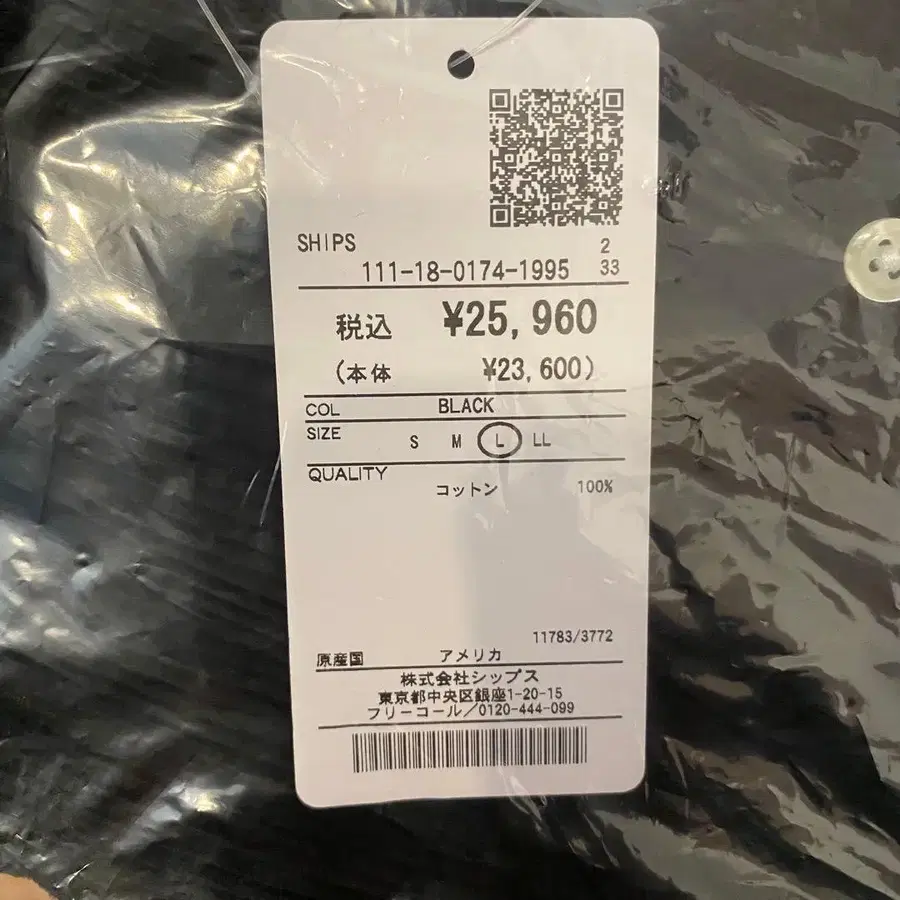 SHIPS 2
111-18-0174-1995 33
税込 ¥25,960
(本体 ¥23,600)
COL BLACK
SIZE S M L LL
QUALITY
コットン 100%
11783/3772
原産国 アメリカ
株式会社シップス
東京都中央区銀座1-20-15
フリーコール/0120-444-099